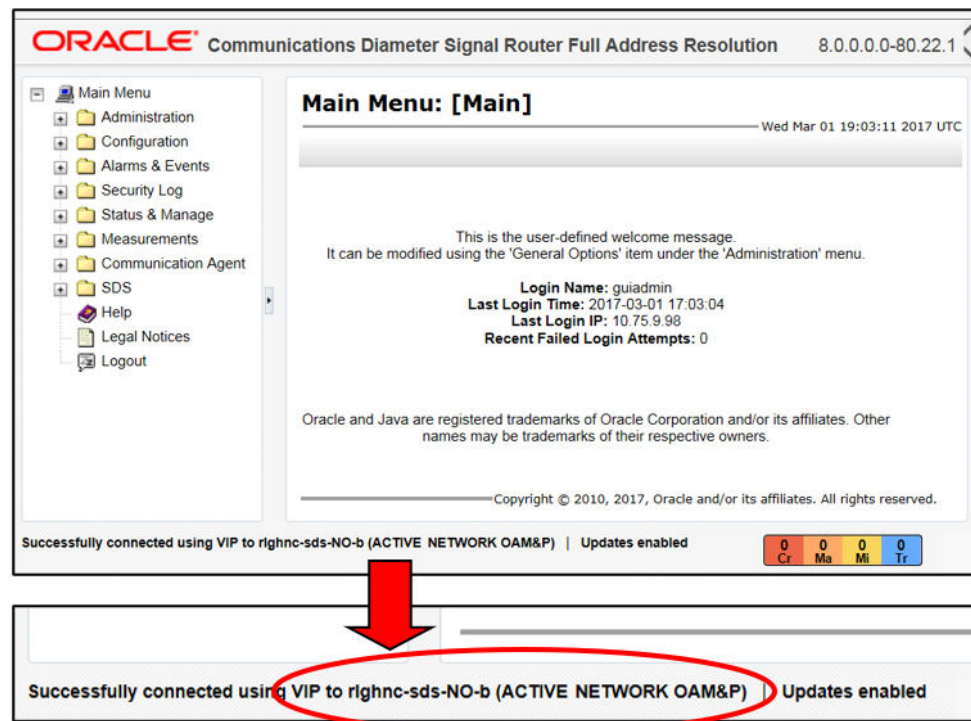 ORACLE® Communications Diameter Signal Router Full Address Resolution 8.0.0.0.0-80.22.1
Main Menu
Administration
Configuration
Alarms & Events
Security Log
Status & Manage
Measurements
Communication Agent
SDS
Help
Legal Notices
Logout
Main Menu: [Main]
Wed Mar 01 19:03:11 2017 UTC
This is the user-defined welcome message.
It can be modified using the 'General Options' item under the 'Administration' menu.
Login Name: guiadmin
Last Login Time: 2017-03-01 17:03:04
Last Login IP: 10.75.9.98
Recent Failed Login Attempts: 0
Oracle and Java are registered trademarks of Oracle Corporation and/or its affiliates. Other
names may be trademarks of their respective owners.
Copyright © 2010, 2017, Oracle and/or its affiliates. All rights reserved.
Successfully connected using VIP to rlghnc-sds-NO-b (ACTIVE NETWORK OAM&P) | Updates enabled
0 0 0 0
Cr Ma Mi Tr
Successfully connected using VIP to rlghnc-sds-NO-b (ACTIVE NETWORK OAM&P) | Updates enabled